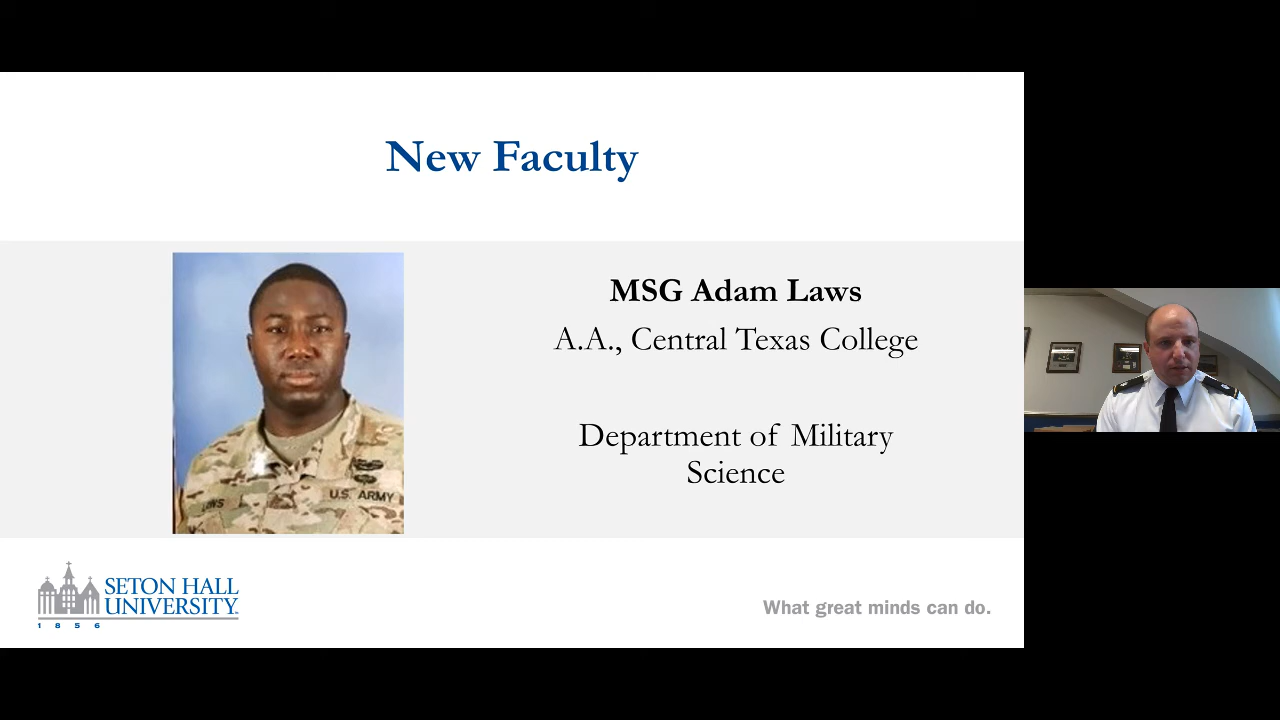 New Faculty
MSG Adam Laws
A.A., Central Texas College
Department of Military
Science
U.S. ARMY
SETON HALL
UNIVERSITY
1 8 5 6
What great minds can do.